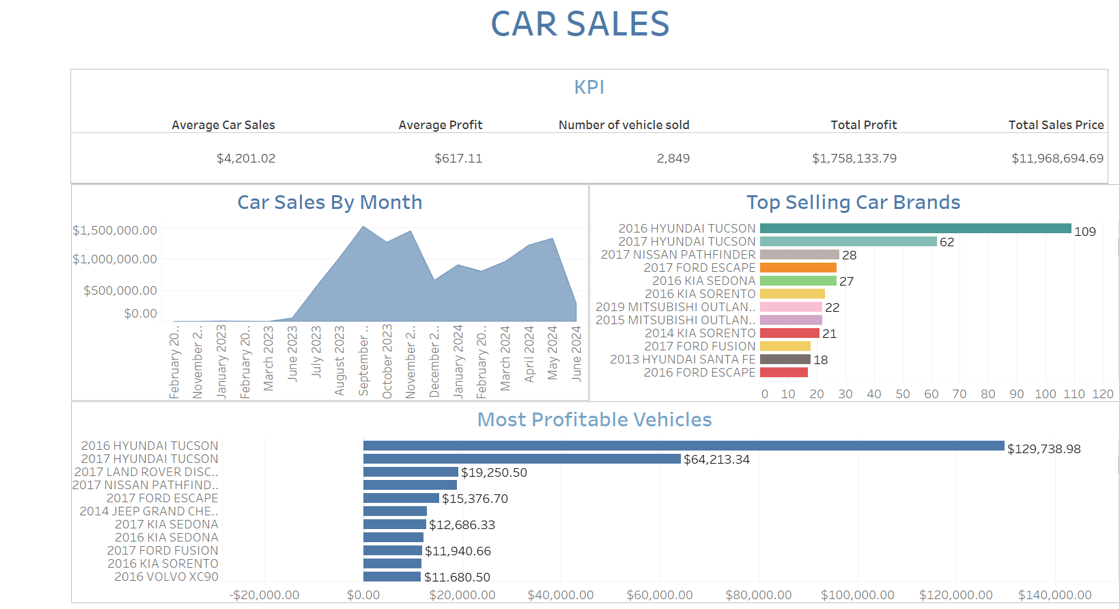 CAR SALES
KPI
Average Car Sales Average Profit Number of vehicle sold Total Profit Total Sales Price
$4,201.02 $617.11 2,849 $1,758,133.79 $11,968,694.69
Car Sales By Month
$1,500,000.00
$1,000,000.00
$500,000.00
$0.00
February 20..
November 2..
January 2023
February 20..
March 2023
June 2023
July 2023
August 2023
September ..
October 2023
November 2..
December 2..
January 2024
February 20..
March 2024
April 2024
May 2024
June 2024
Top Selling Car Brands
2016 HYUNDAI TUCSON 109
2017 HYUNDAI TUCSON 62
2017 NISSAN PATHFINDER 28
2017 FORD ESCAPE
2016 KIA SEDONA 27
2016 KIA SORENTO
2019 MITSUBISHI OUTLAN.. 22
2015 MITSUBISHI OUTLAN..
2014 KIA SORENTO 21
2017 FORD FUSION
2013 HYUNDAI SANTA FE 18
2016 FORD ESCAPE
0 10 20 30 40 50 60 70 80 90 100 110 120
Most Profitable Vehicles
2016 HYUNDAI TUCSON $129,738.98
2017 HYUNDAI TUCSON $64,213.34
2017 LAND ROVER DISC.. $19,250.50
2017 NISSAN PATHFIND..
2017 FORD ESCAPE $15,376.70
2014 JEEP GRAND CHE..
2017 KIA SEDONA $12,686.33
2016 KIA SEDONA
2017 FORD FUSION $11,940.66
2016 KIA SORENTO
2016 VOLVO XC90 $11,680.50
-$20,000.00 $0.00 $20,000.00 $40,000.00 $60,000.00 $80,000.00 $100,000.00 $120,000.00 $140,000.00